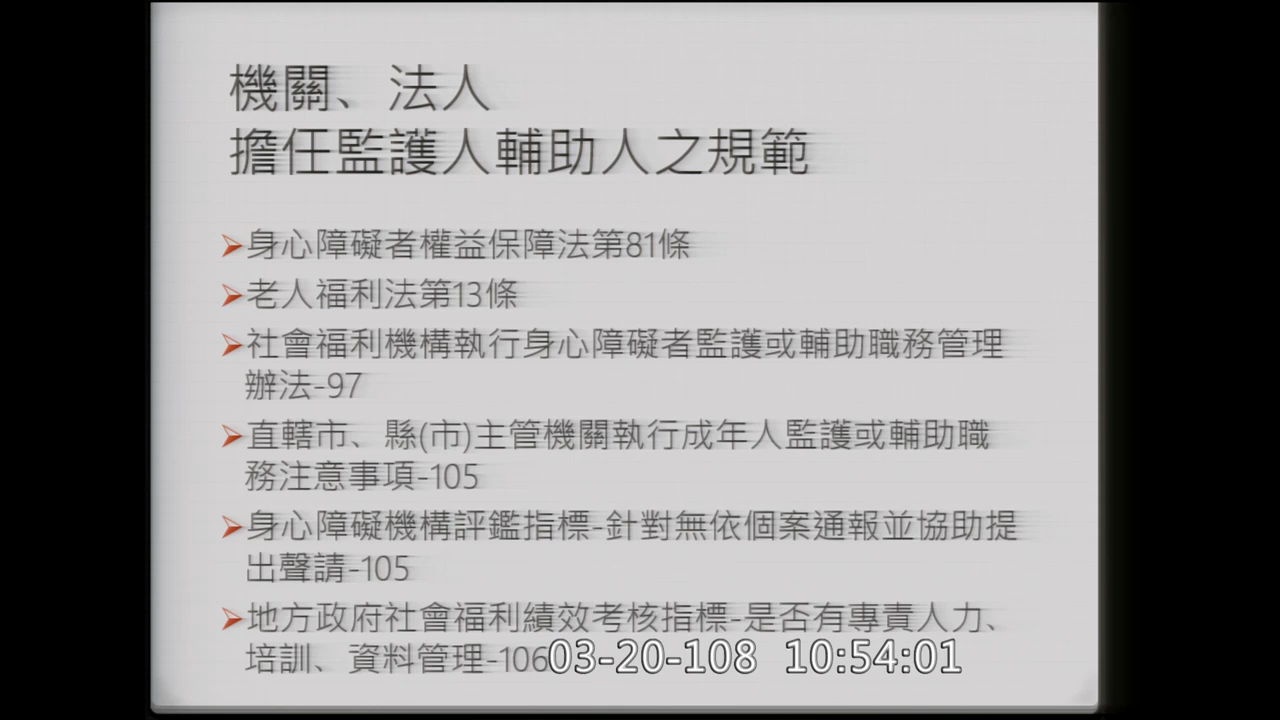 機關、法人
擔任監護人輔助人之規範
➢身心障礙者權益保障法第81條
➢老人福利法第13條
➢社會福利機構執行身心障礙者監護或輔助職務管理
辦法-97
➢直轄市、縣(市)主管機關執行成年人監護或輔助職
務注意事項-105
➢身心障礙機構評鑑指標-針對無依個案通報並協助提
出聲請-105
➢地方政府社會福利績效考核指標-是否有專責人力、
培訓、資料管理-106
03-20-108 10:54:01